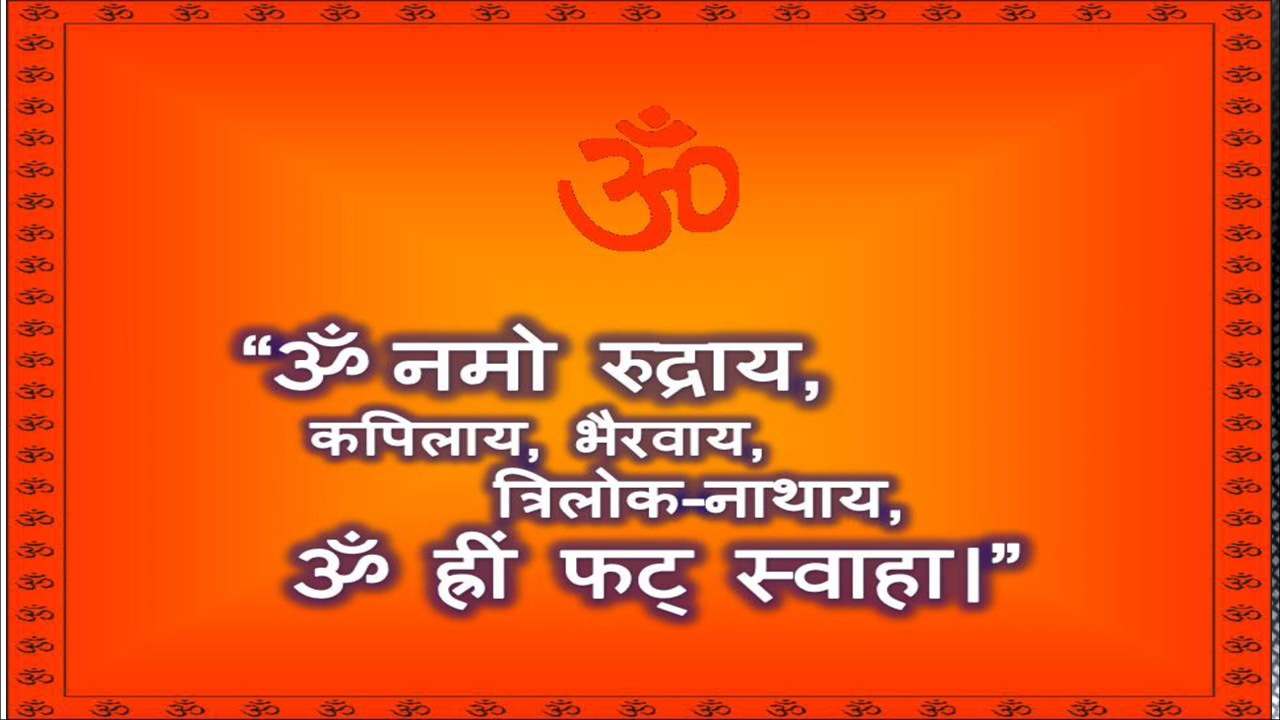 ॐ
“ॐ नमो रुद्राय,
कपिलाय, भैरवाय,
त्रिलोक-नाथाय,
ॐ ह्रीं फट् स्वाहा।”